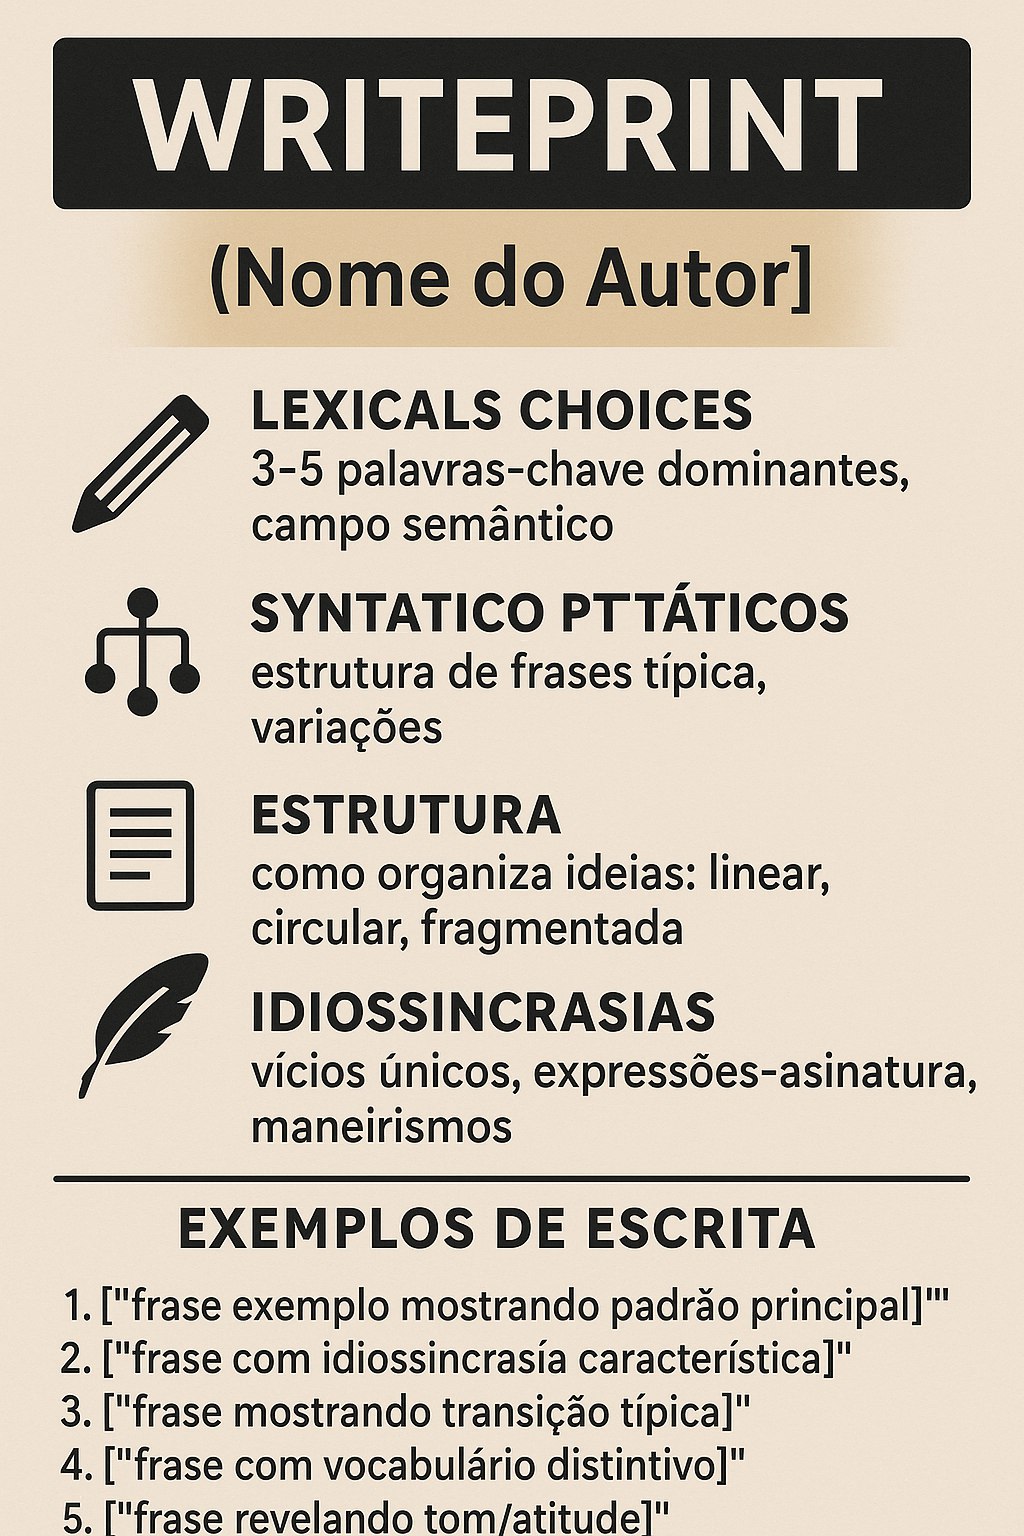 WRITEPRINT
(Nome do Autor]
LEXICALS CHOICES
3-5 palavras-chave dominantes,
campo semântico
SYNTATICO PTTÁTICOS
estrutura de frases típica,
variações
ESTRUTURA
como organiza ideias: linear,
circular, fragmentada
IDIOSSINCRASIAS
vícios únicos, expressões-asinatura,
maneirismos
EXEMPLOS DE ESCRITA
1. ["frase exemplo mostrando padrăo principal]"'
2. ["frase com idiossincrasía característica]"
3. ["frase mostrando transição típica]"
4. ["frase com vocabulário distintivo]"
5. ["frase revelando tom/atitude]"